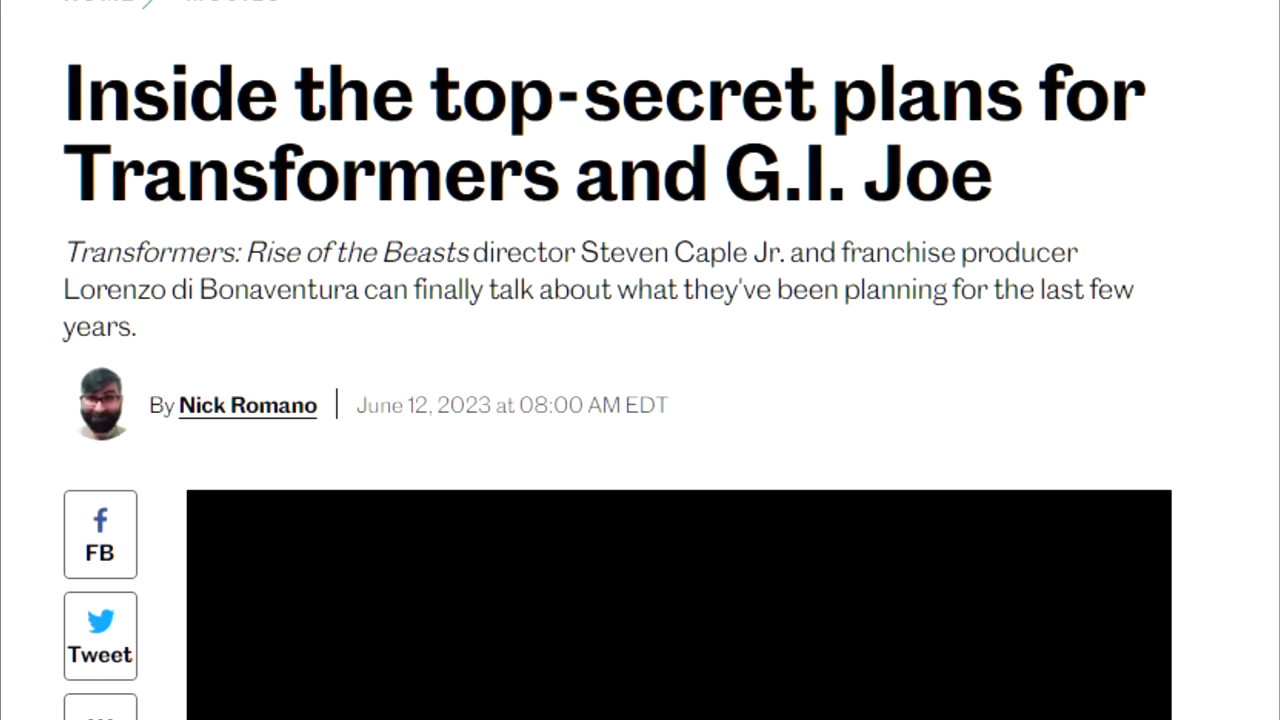 Inside the top-secret plans for
Transformers and G.I. Joe
Transformers: Rise of the Beasts director Steven Caple Jr. and franchise producer
Lorenzo di Bonaventura can finally talk about what they've been planning for the last few
years.
By Nick Romano | June 12, 2023 at 08:00 AM EDT
FB
Tweet